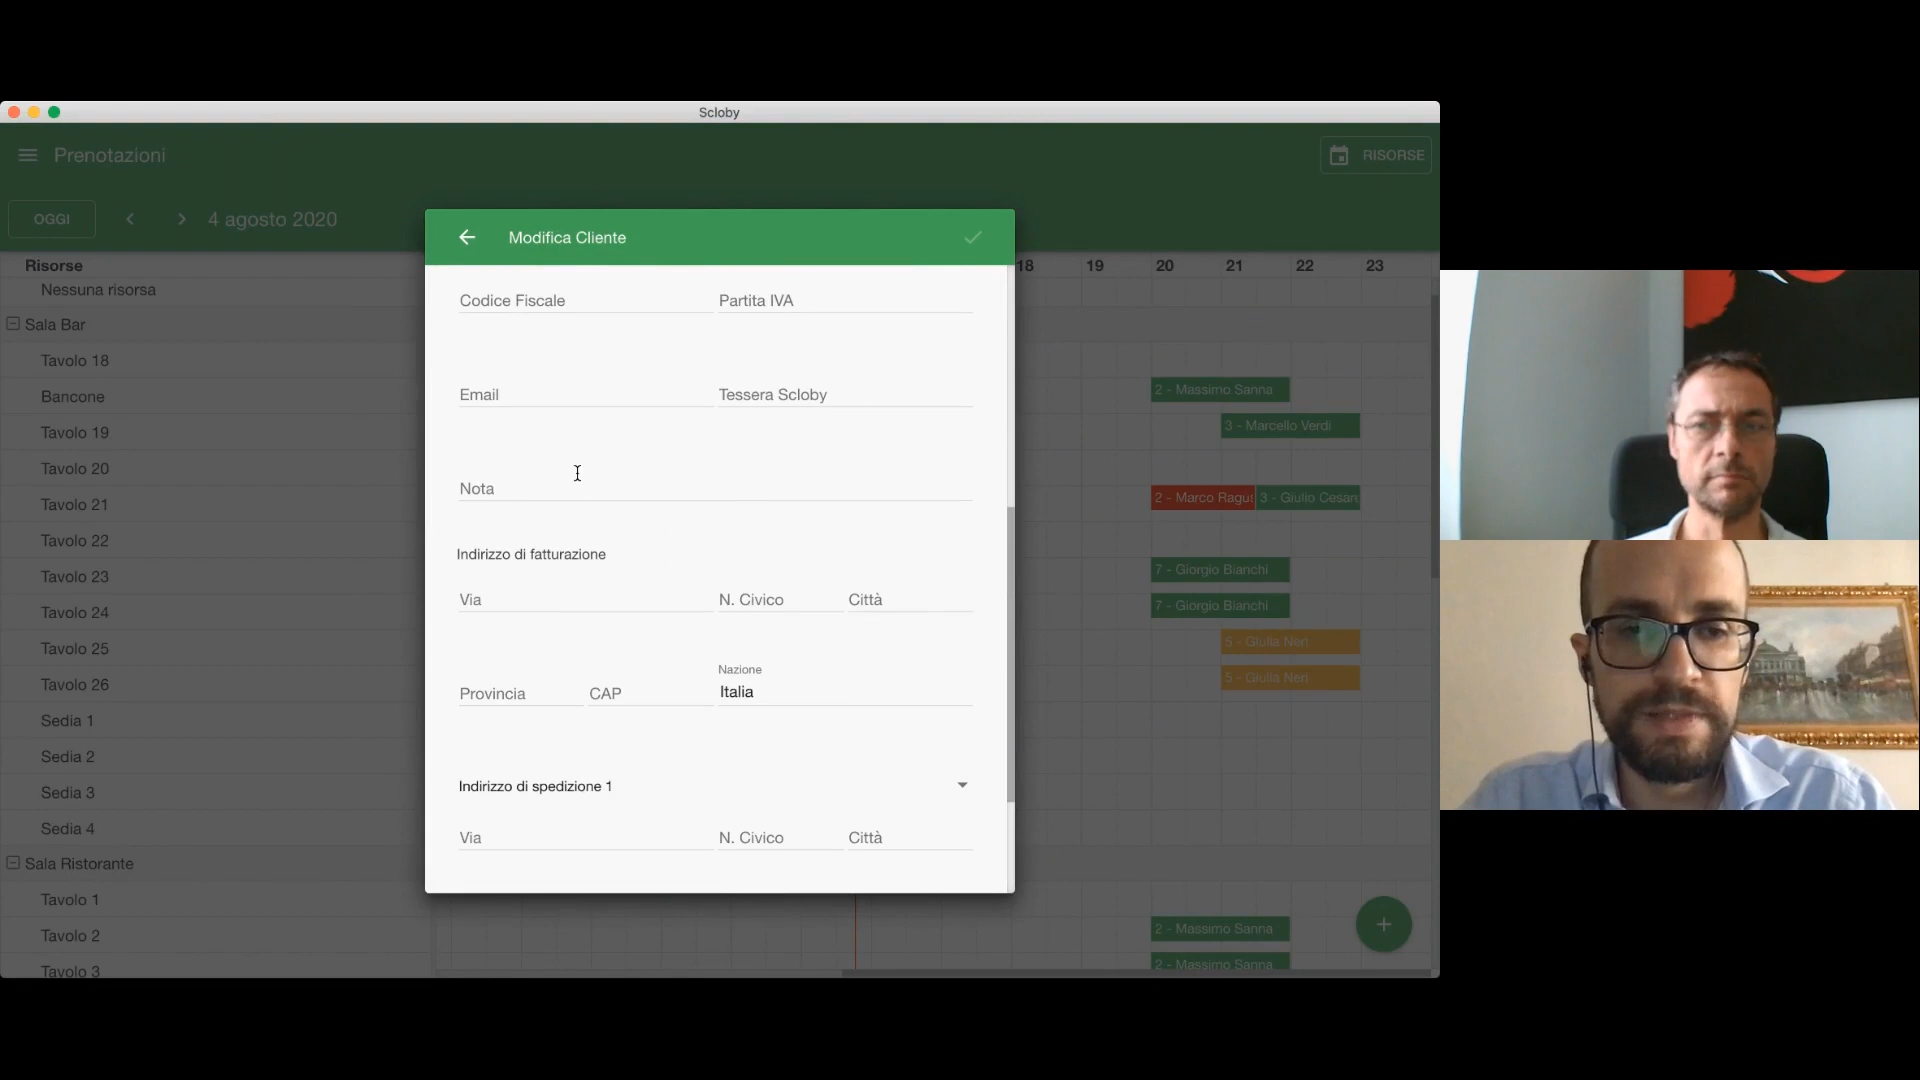 Scloby
Prenotazioni
RISORSE
OGGI
4 agosto 2020
Modifica Cliente
Risorse
18 19 20 21 22 23
Nessuna risorsa
Codice Fiscale Partita IVA
Sala Bar
Tavolo 18
Bancone
2 - Massimo Sanna
Email Tessera Scloby
Tavolo 19
3 - Marcello Verdi
Tavolo 20
Nota
Tavolo 21
2 - Marco Ragus
3 - Giulio Cesare
Tavolo 22
Indirizzo di fatturazione
Tavolo 23
7 - Giorgio Bianchi
Via N. Civico Città
Tavolo 24
7 - Giorgio Bianchi
Tavolo 25
5 - Giulia Neri
Nazione
Tavolo 26
5 - Giulia Neri
Provincia CAP Italia
Sedia 1
Sedia 2
Indirizzo di spedizione 1
Sedia 3
Sedia 4
Via N. Civico Città
Sala Ristorante
Tavolo 1
Tavolo 2
2 - Massimo Sanna
Tavolo 3
2 - Massimo Sanna